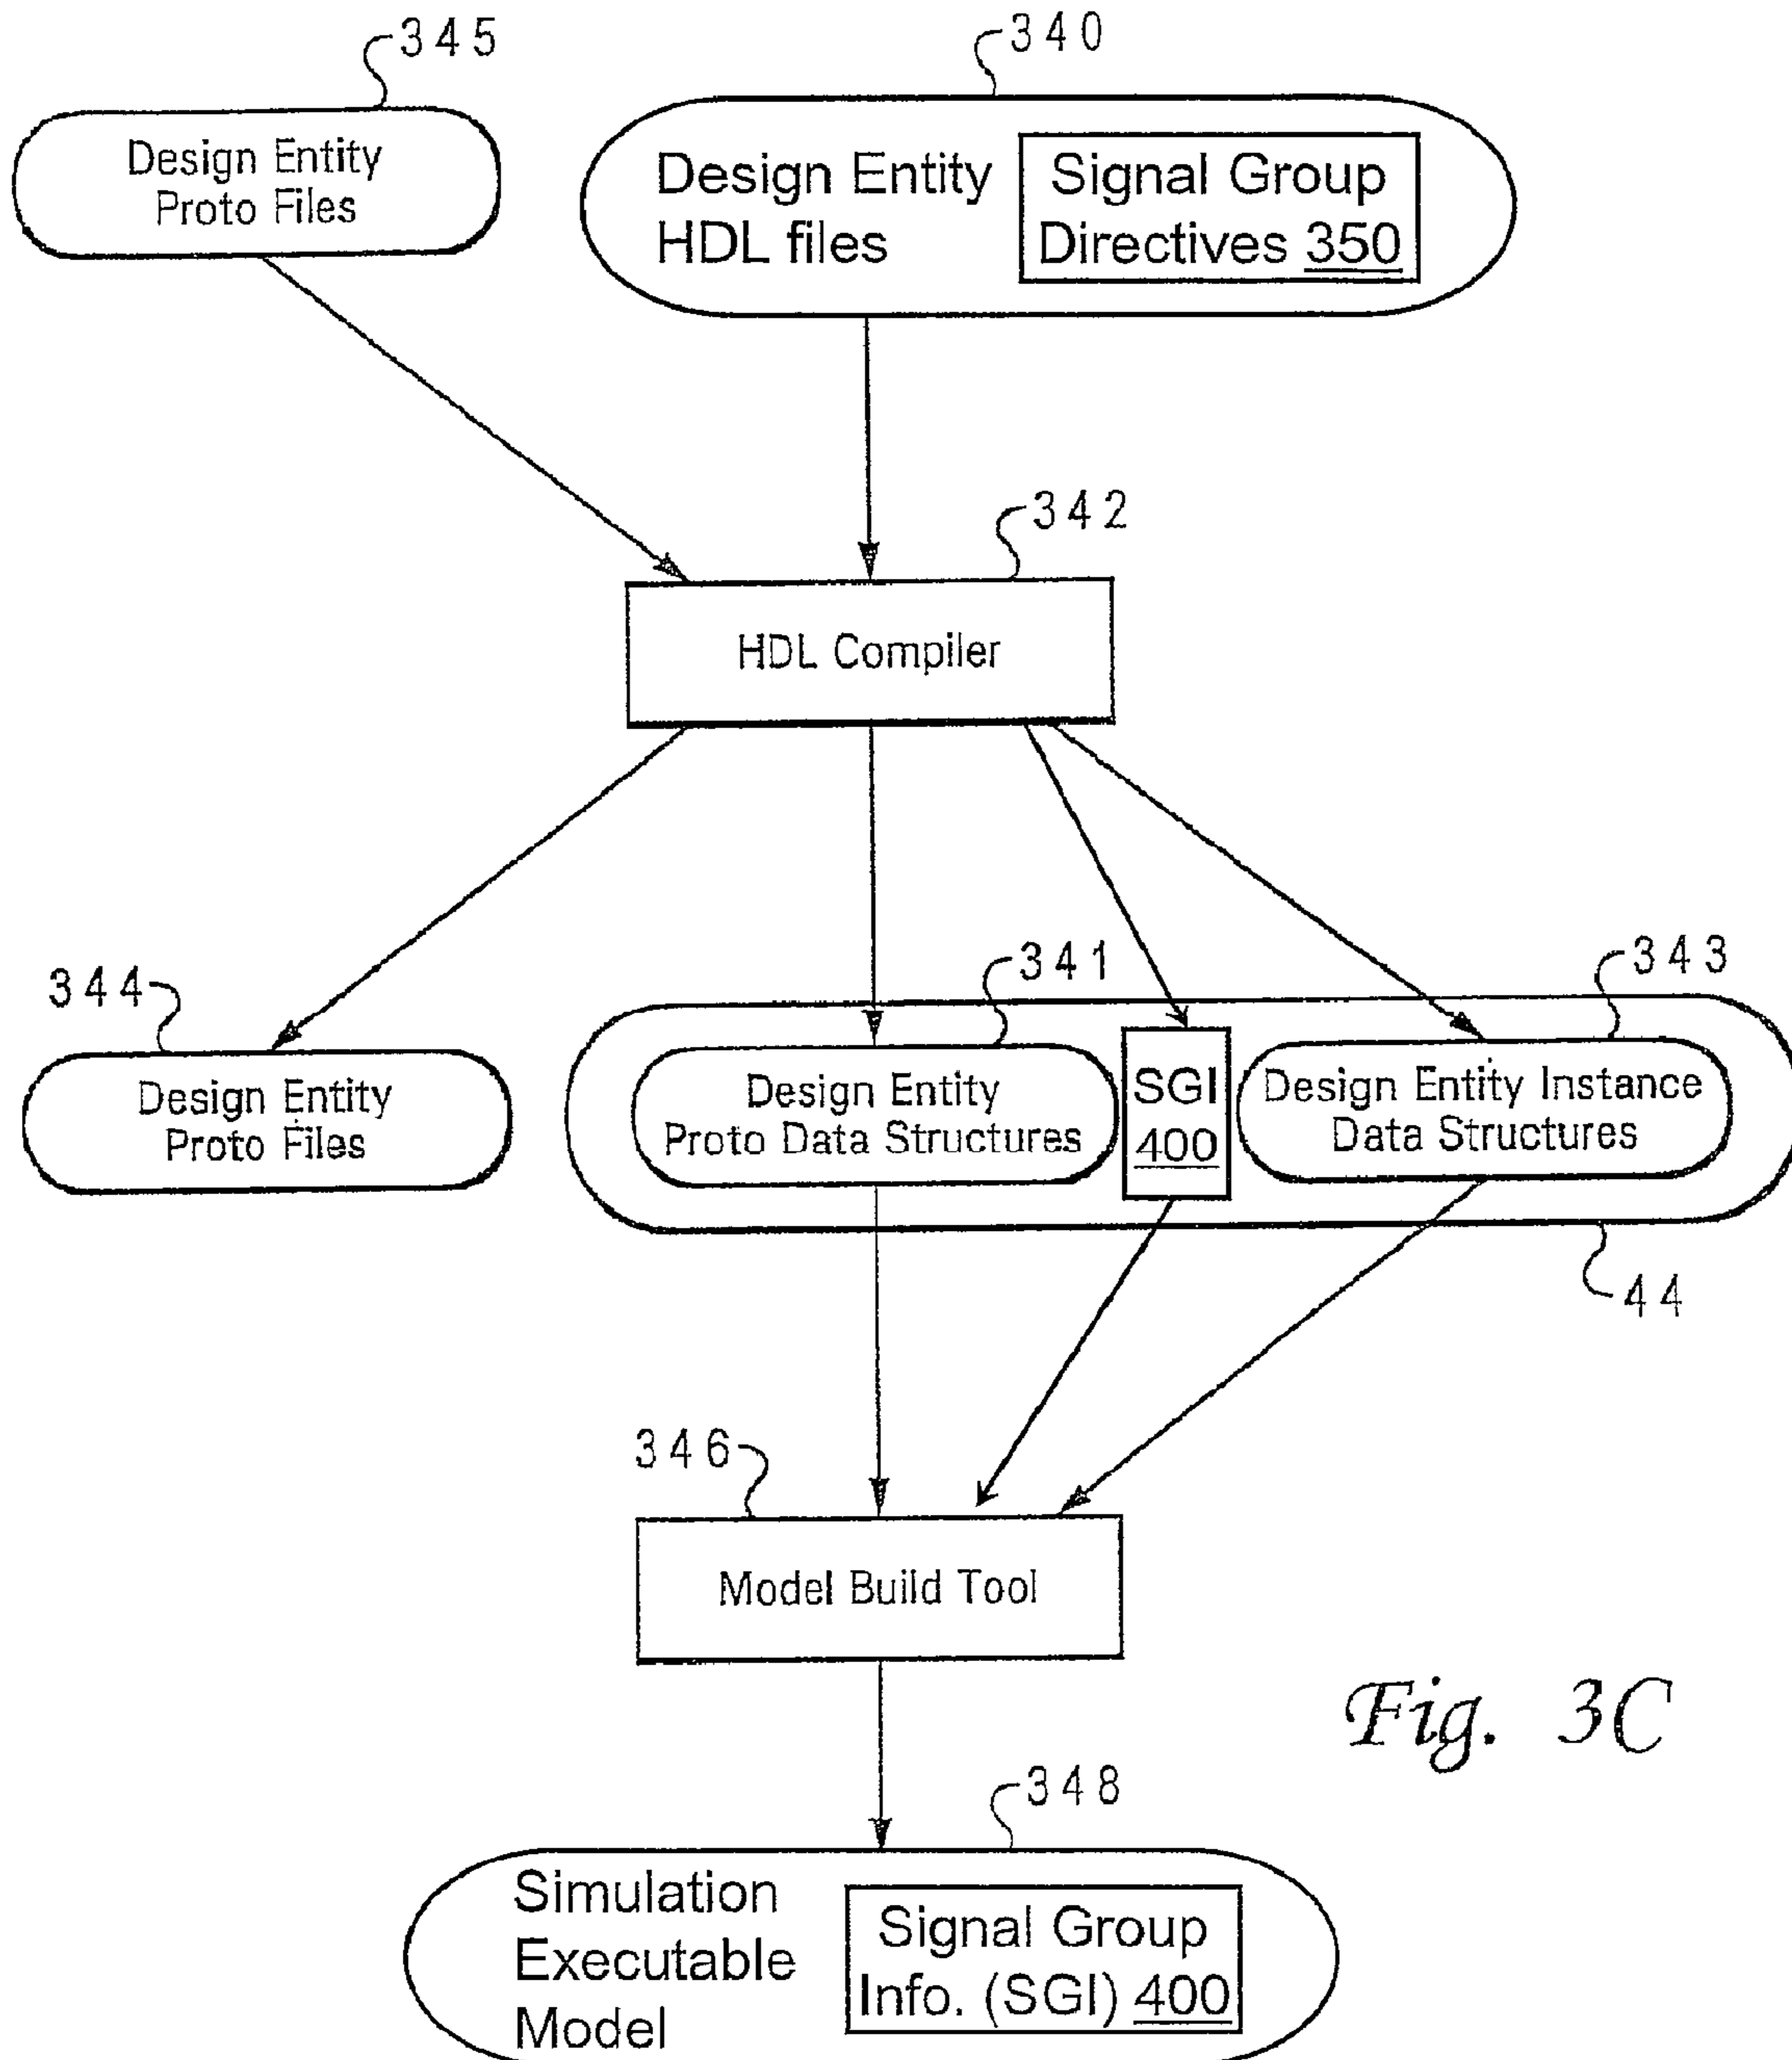 345
340
Design Entity
Proto Files
Design Entity
HDL files
Signal Group
Directives 350
342
HDL Compiler
344
341
343
Design Entity
Proto Files
Design Entity
Proto Data Structures
SGI
400
Design Entity Instance
Data Structures
44
346
Model Build Tool
Fig. 3C
348
Simulation
Executable
Model
Signal Group
Info. (SGI) 400